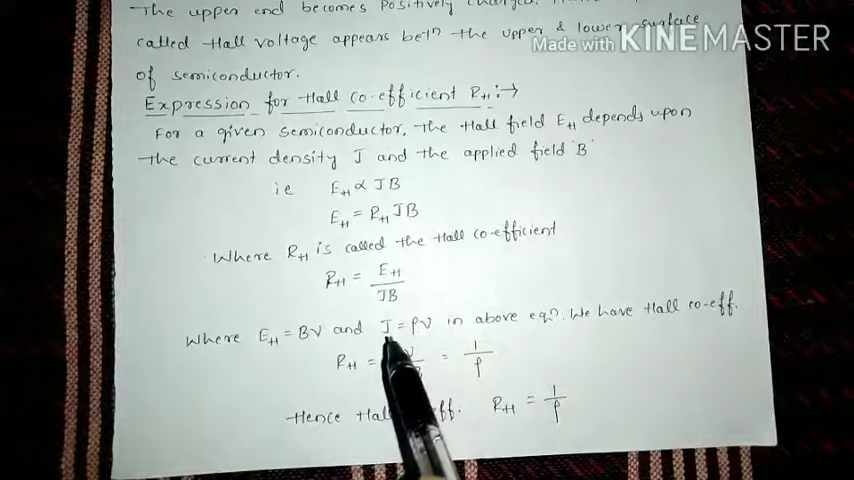 The upper end becomes Positively charged.
called Hall voltage appears betn the upper & lower surface
Made with KINEMASTER
of semiconductor.
Expression for Hall co-efficient RH :→
For a given semiconductor, the Hall field EH depends upon
the current density J and the applied field 'B'
ie EH ∝ JB
EH = RH JB
Where RH is called the Hall co-efficient
RH = EH / JB
Where EH = BV and J = ρV in above eqn. We have Hall co-eff.
RH = = 1/ρ
Hence Hall eff. RH = 1/ρ